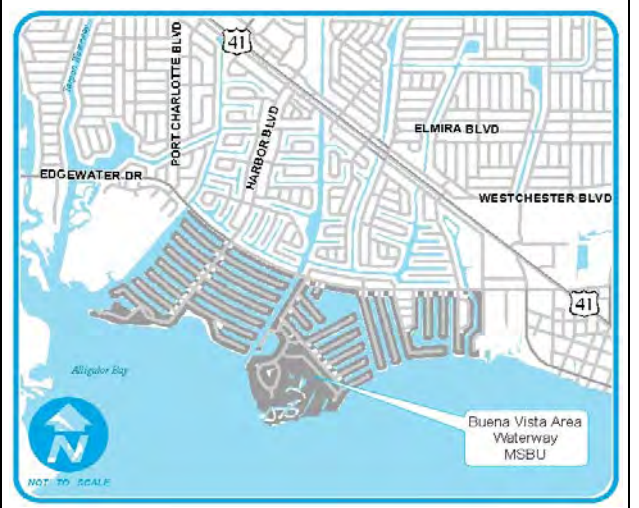 41
PORT CHARLOTTE BLVD
HARBOR BLVD
ELMIRA BLVD
EDGEWATER DR
WESTCHESTER BLVD
41
Alligator Bay
Buena Vista Area
Waterway
MSBU
N
NOT TO SCALE